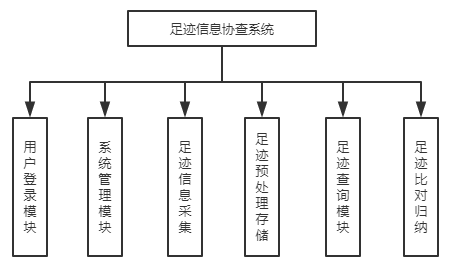 足迹信息协查系统
用户登录模块
系统管理模块
足迹信息采集
足迹预处理存储
足迹查询模块
足迹比对归纳